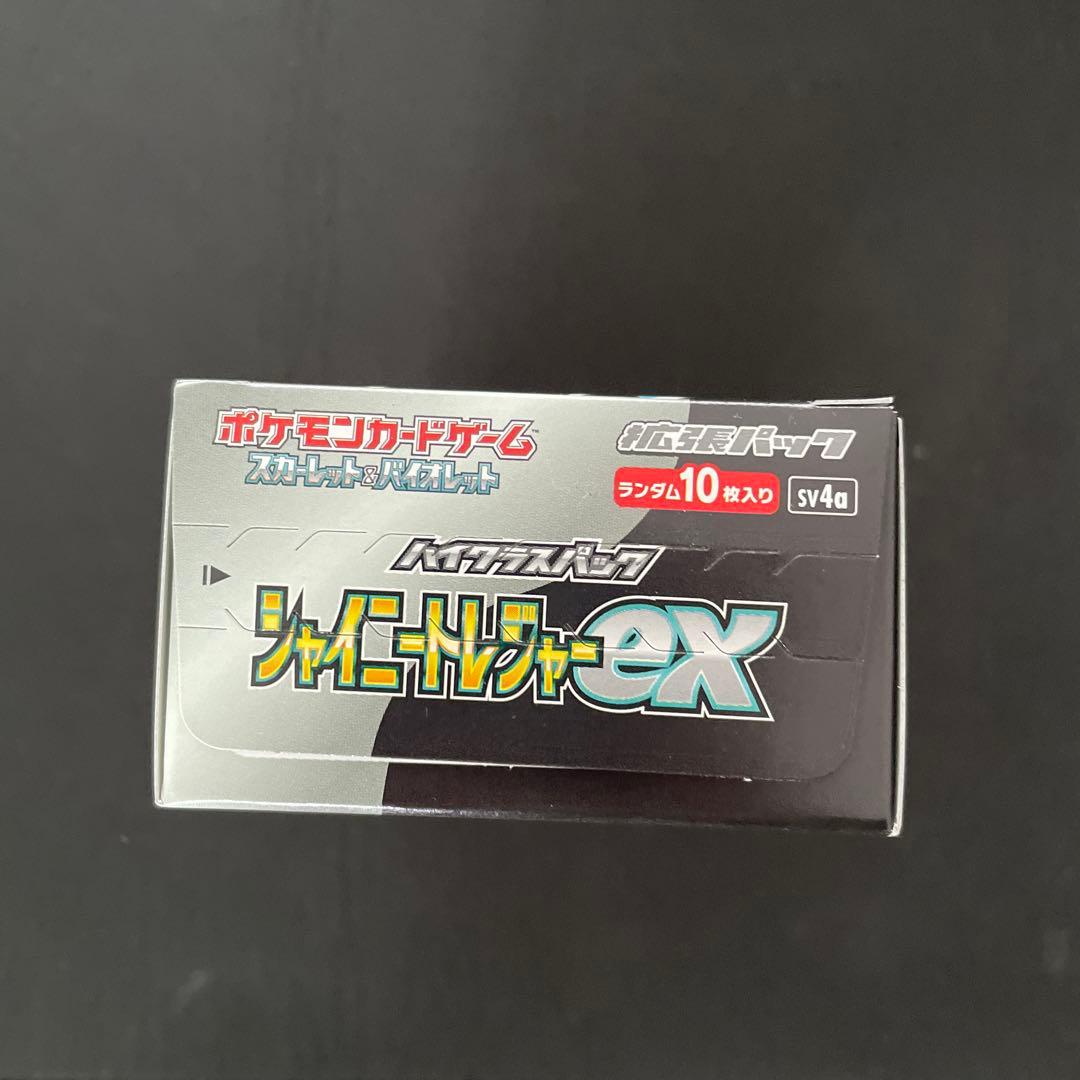 ポケモンカードゲーム™
スカーレット&バイオレット
拡張パック
ランダム10枚入り sv4a
ハイクラスパック
シャイニートレジャーex